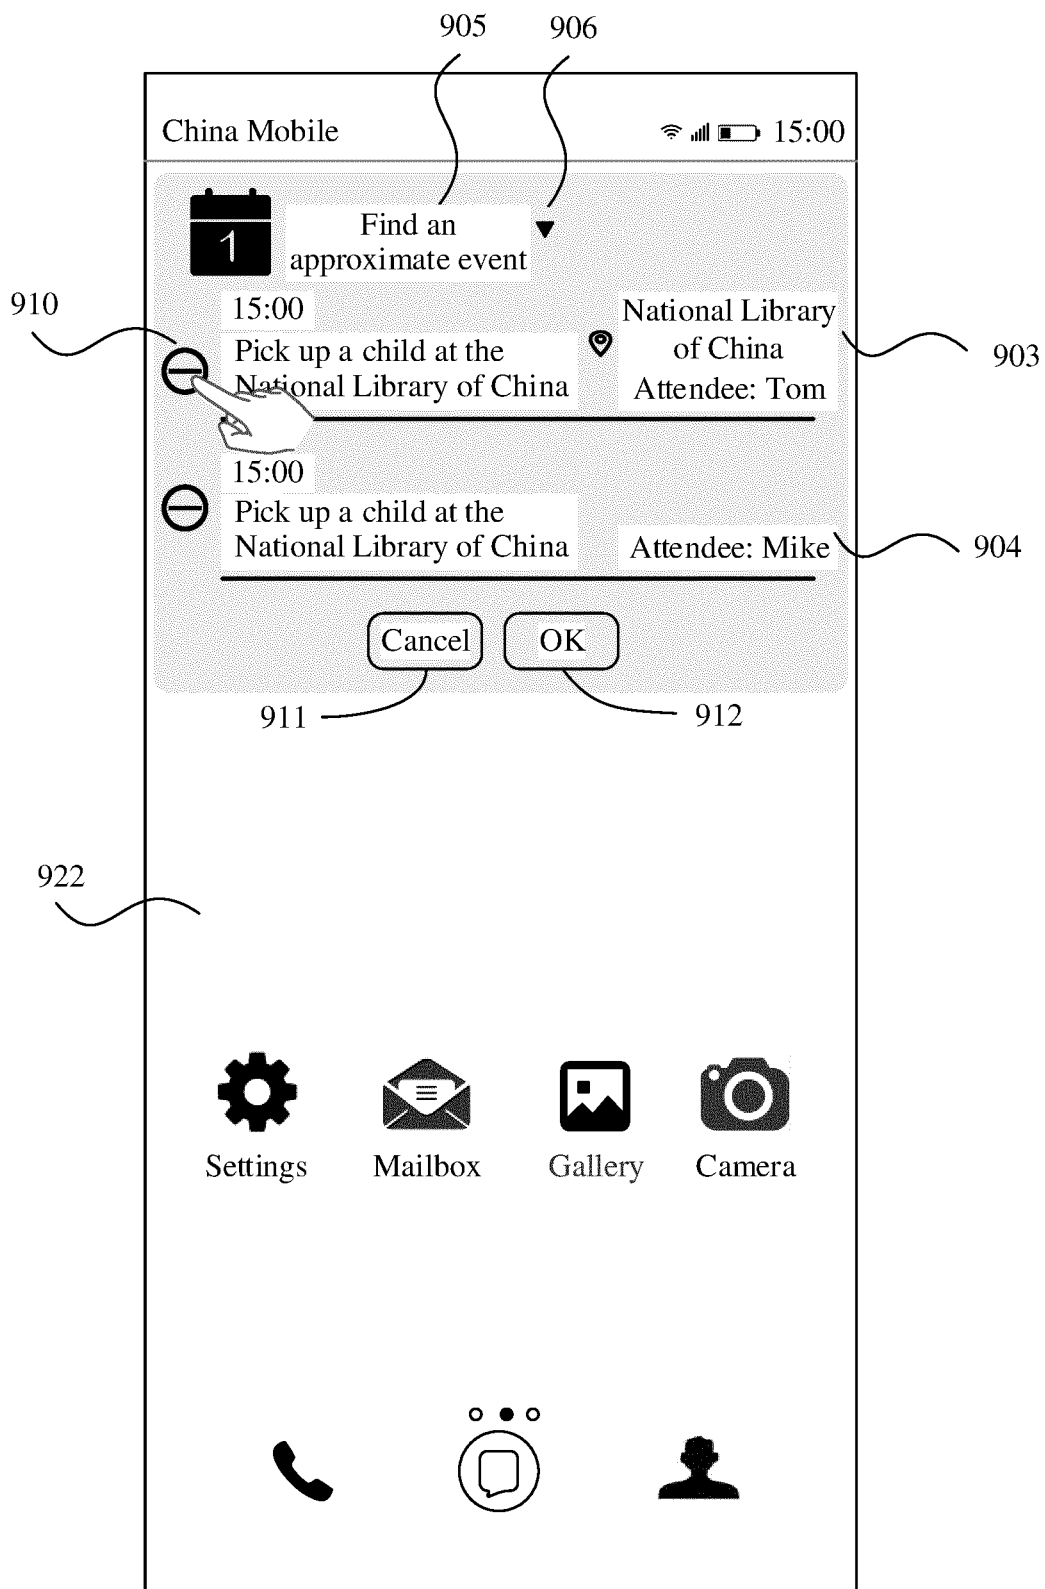 905
906
China Mobile
15:00
1
Find an
approximate event
910
15:00
Pick up a child at the
National Library of China
National Library
of China
Attendee: Tom
903
15:00
Pick up a child at the
National Library of China
Attendee: Mike
904
Cancel
OK
911
912
922
Settings
Mailbox
Gallery
Camera